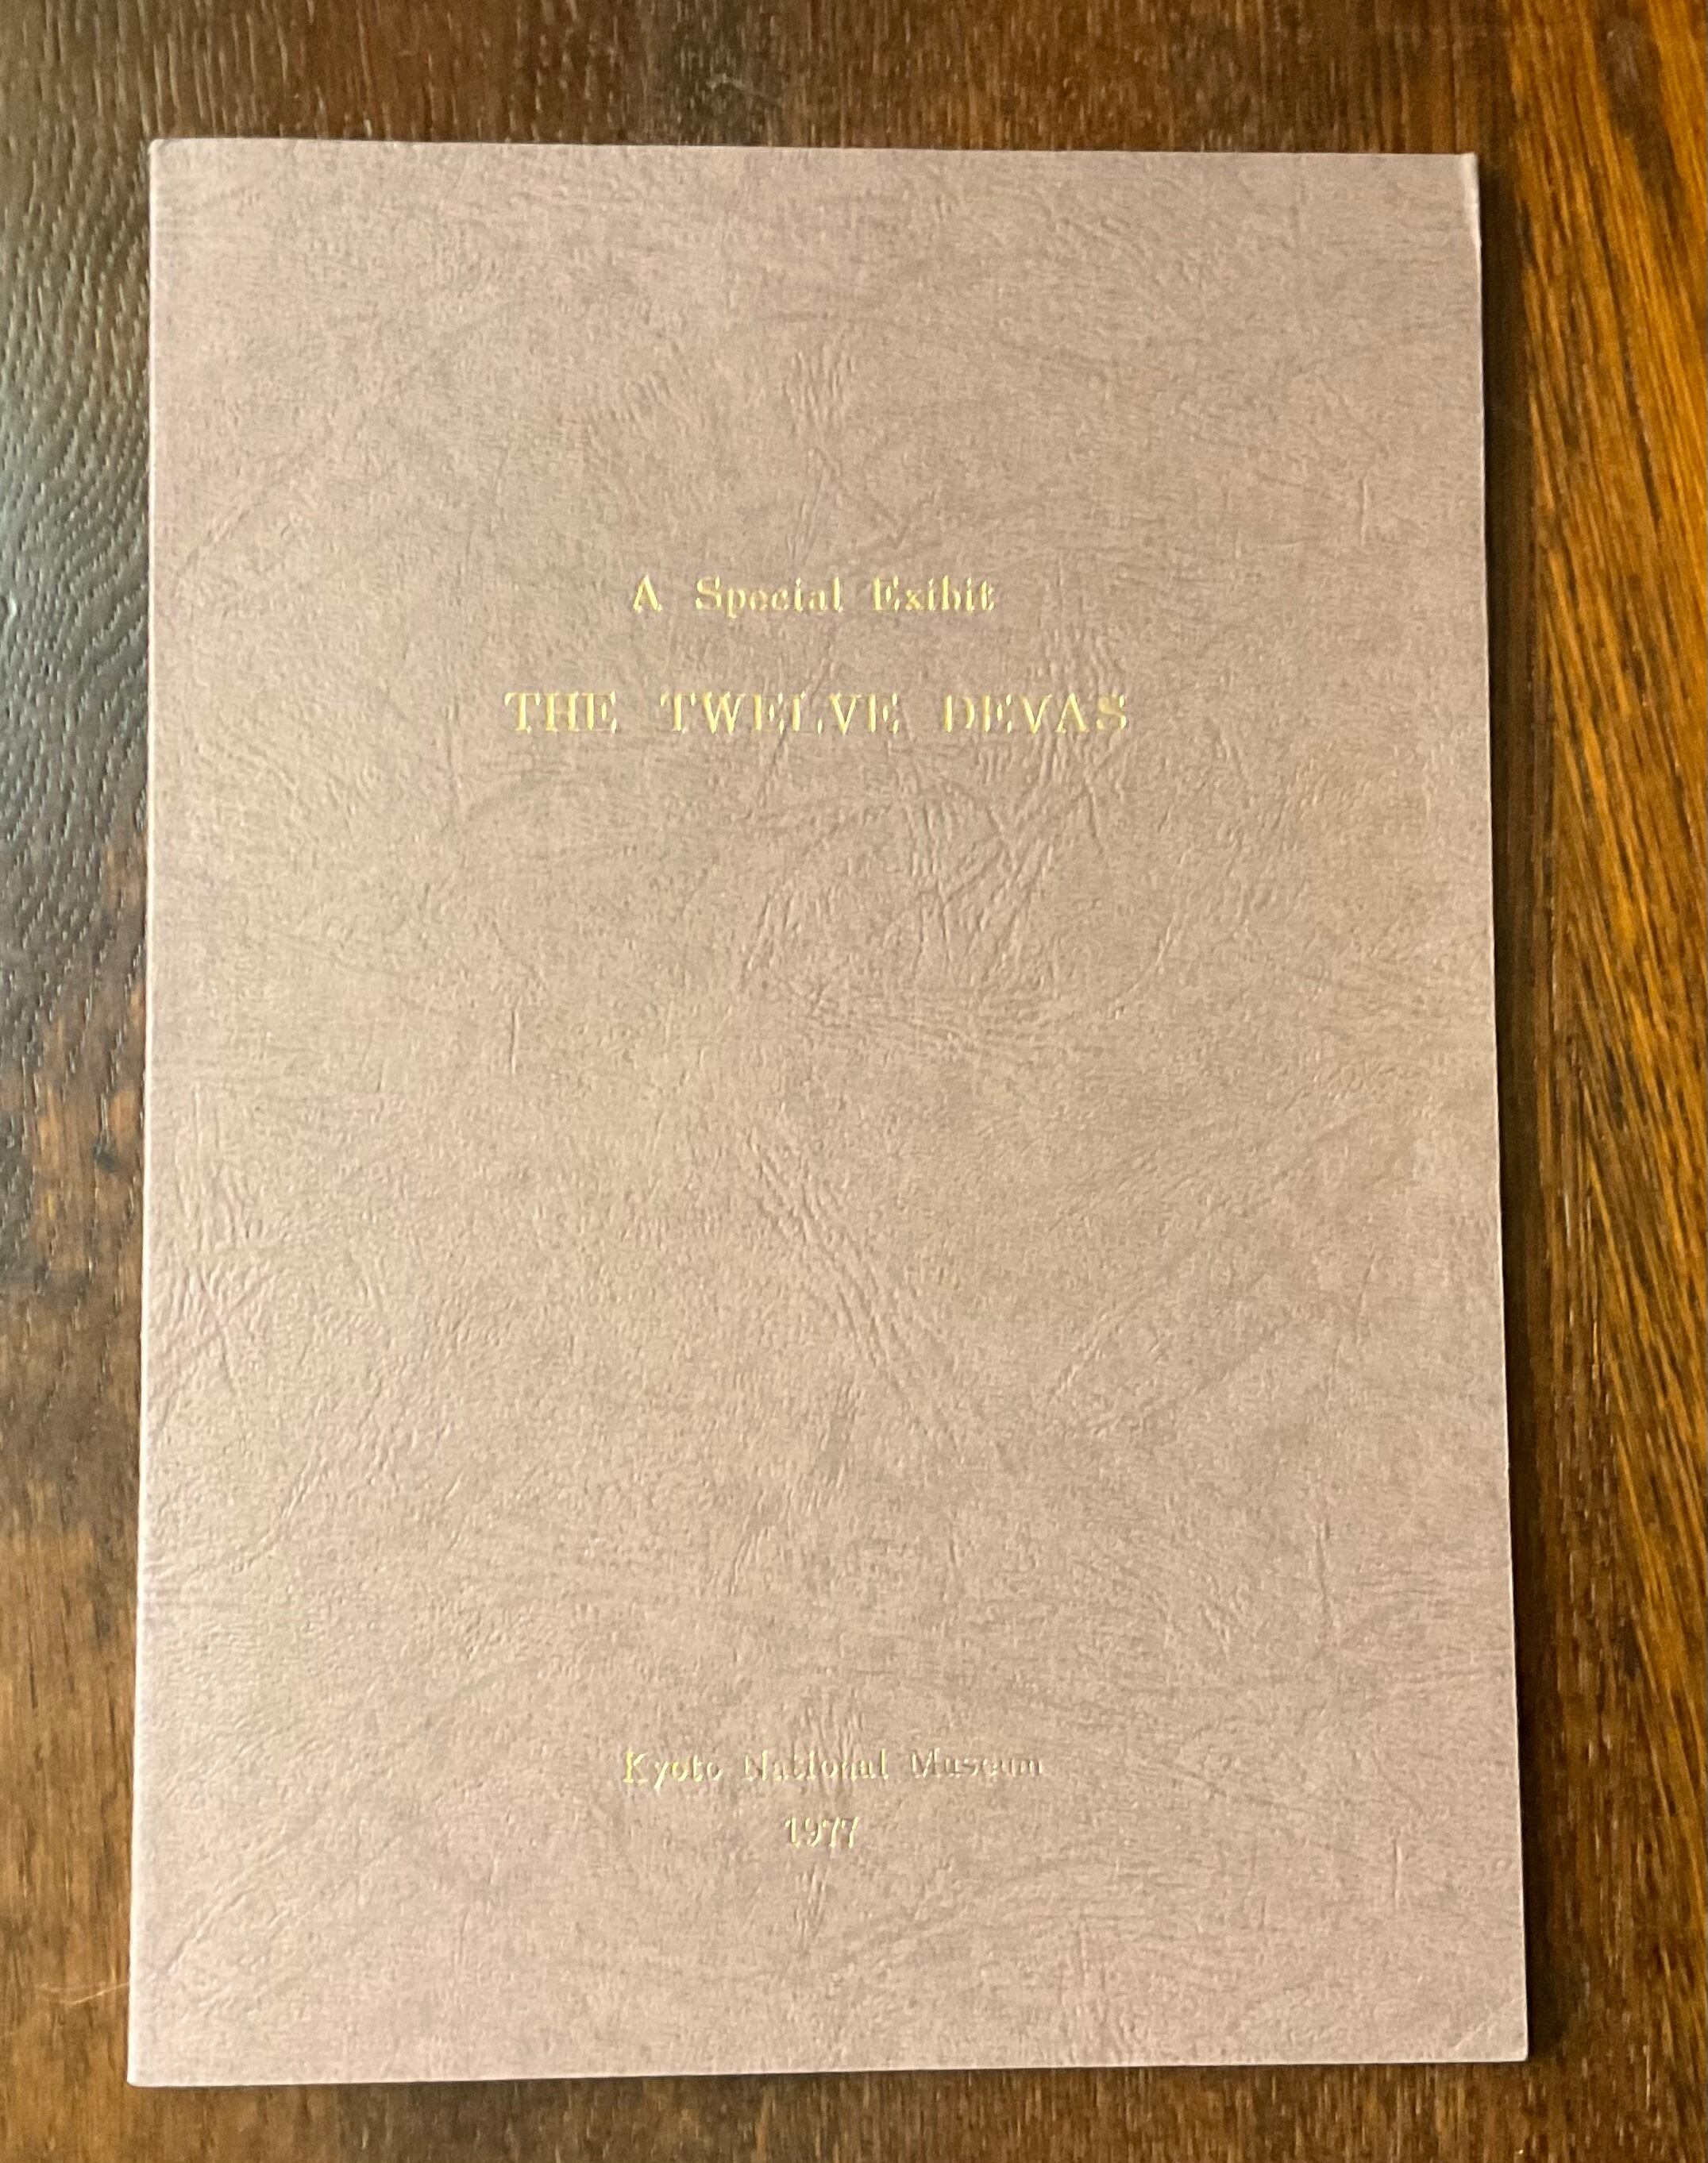 A Special Exibit
THE TWELVE DEVAS
Kyoto National Museum
1977